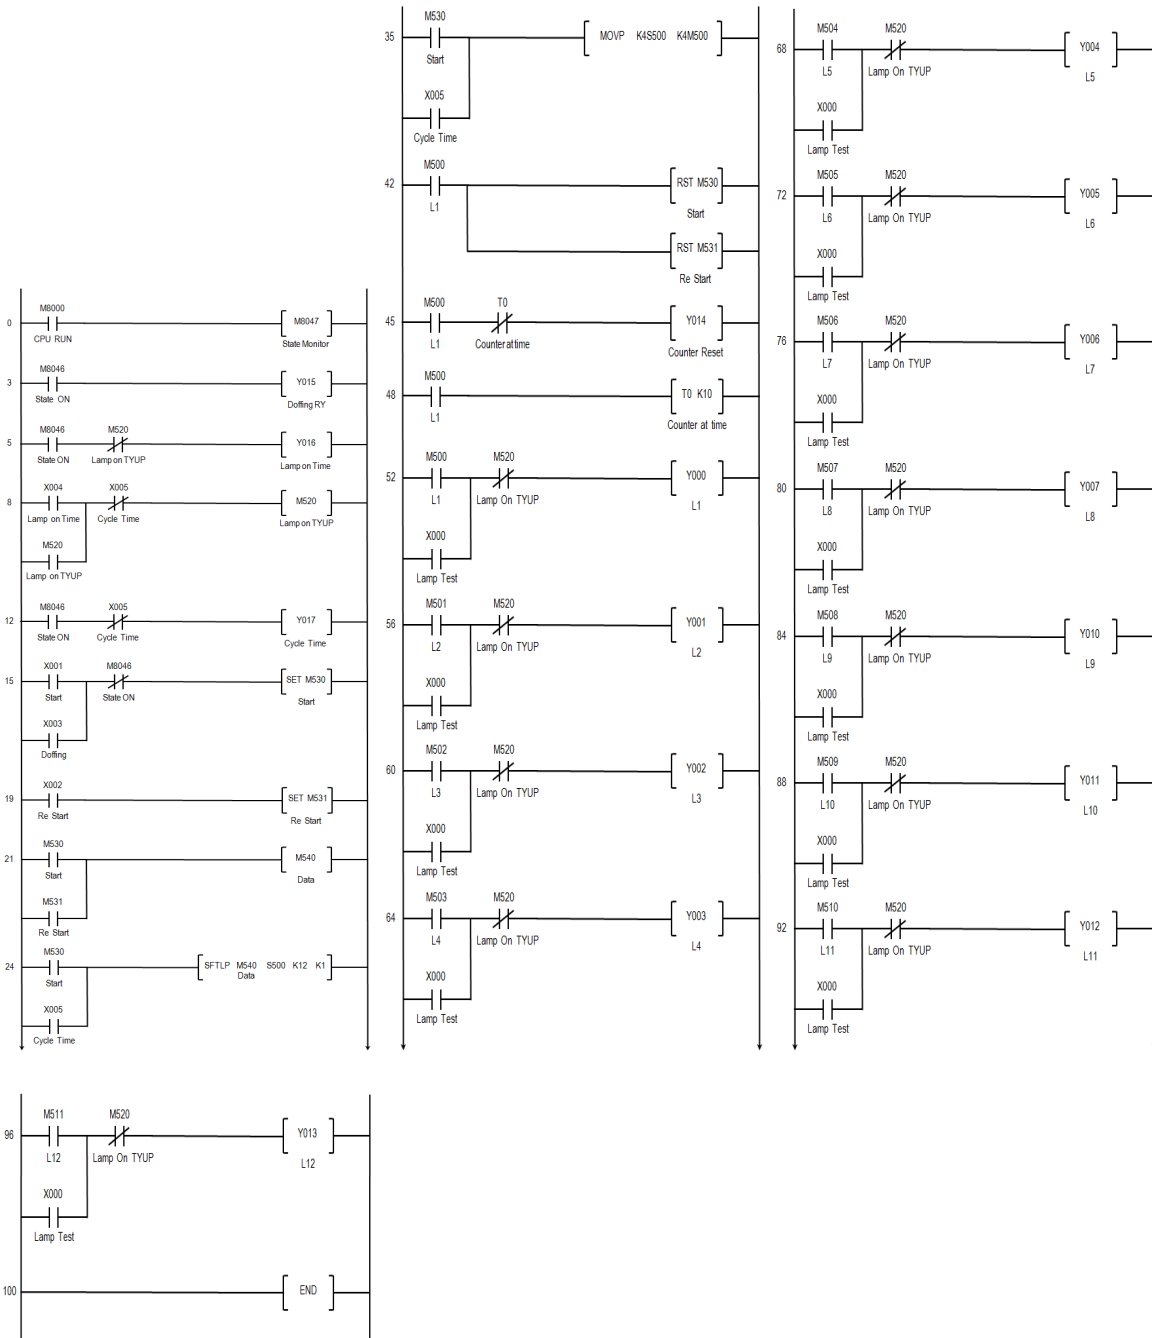 M8000
0
M8047
CPU RUN
State Monitor
M8046
3
Y015
State ON
Doffing RY
M8046 M520
5
Y016
State ON Lamp on TYUP
Lamp on Time
X004 X005
8
M520
Lamp on Time Cycle Time
Lamp on TYUP
M520
Lamp on TYUP
M8046 X005
12
Y017
State ON Cycle Time
Cycle Time
X001 M8046
15
SET M530
Start State ON
Start
X003
Doffing
X002
19
SET M531
Re Start
Re Start
M530
21
M540
Start
Data
M531
Re Start
M530
24
SFTLP M540 S500 K12 K1
Data
Start
X005
Cycle Time
M530
35
MOVP K4S500 K4M500
Start
X005
Cycle Time
M500
42
RST M530
L1
Start
RST M531
Re Start
M500 T0
45
Y014
L1 Counter at time
Counter Reset
M500
48
T0 K10
L1
Counter at time
M500 M520
52
Y000
L1 Lamp On TYUP
L1
X000
Lamp Test
M501 M520
56
Y001
L2 Lamp On TYUP
L2
X000
Lamp Test
M502 M520
60
Y002
L3 Lamp On TYUP
L3
X000
Lamp Test
M503 M520
64
Y003
L4 Lamp On TYUP
L4
X000
Lamp Test
M504 M520
68
Y004
L5 Lamp On TYUP
L5
X000
Lamp Test
M505 M520
72
Y005
L6 Lamp On TYUP
L6
X000
Lamp Test
M506 M520
76
Y006
L7 Lamp On TYUP
L7
X000
Lamp Test
M507 M520
80
Y007
L8 Lamp On TYUP
L8
X000
Lamp Test
M508 M520
84
Y010
L9 Lamp On TYUP
L9
X000
Lamp Test
M509 M520
88
Y011
L10 Lamp On TYUP
L10
X000
Lamp Test
M510 M520
92
Y012
L11 Lamp On TYUP
L11
X000
Lamp Test
M511 M520
96
Y013
L12 Lamp On TYUP
L12
X000
Lamp Test
100
END